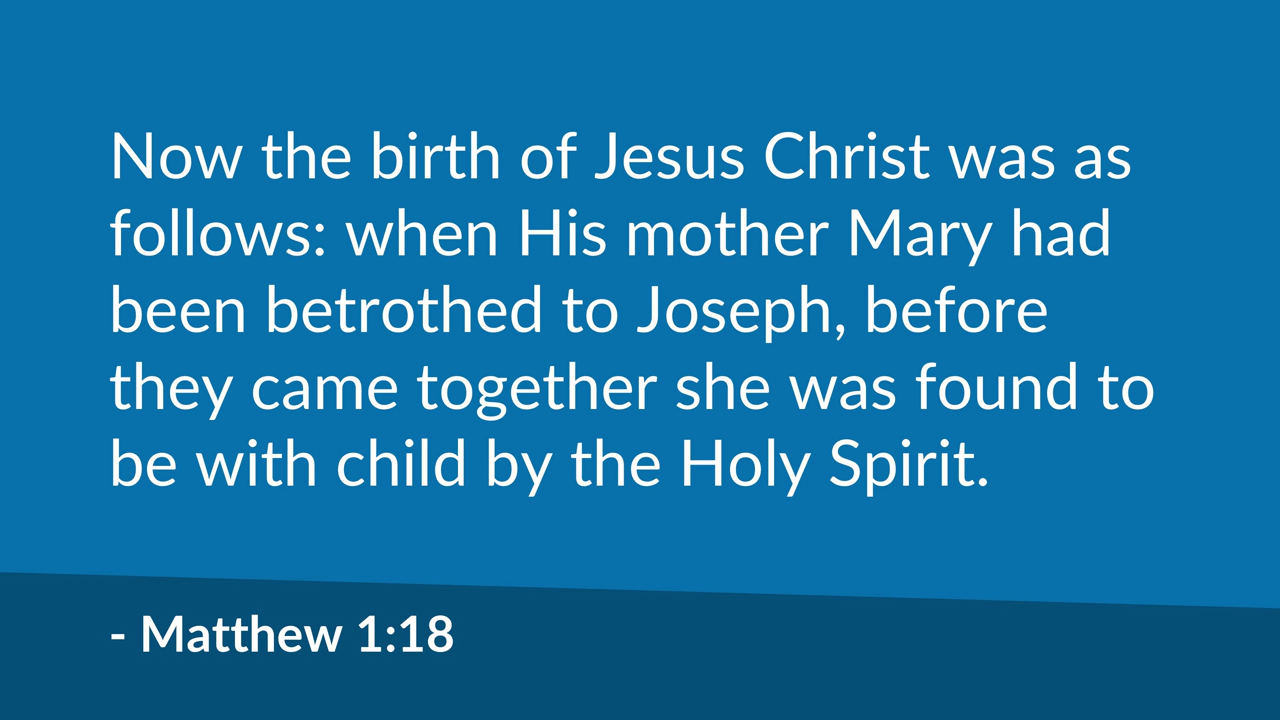 Now the birth of Jesus Christ was as
follows: when His mother Mary had
been betrothed to Joseph, before
they came together she was found to
be with child by the Holy Spirit.
- Matthew 1:18